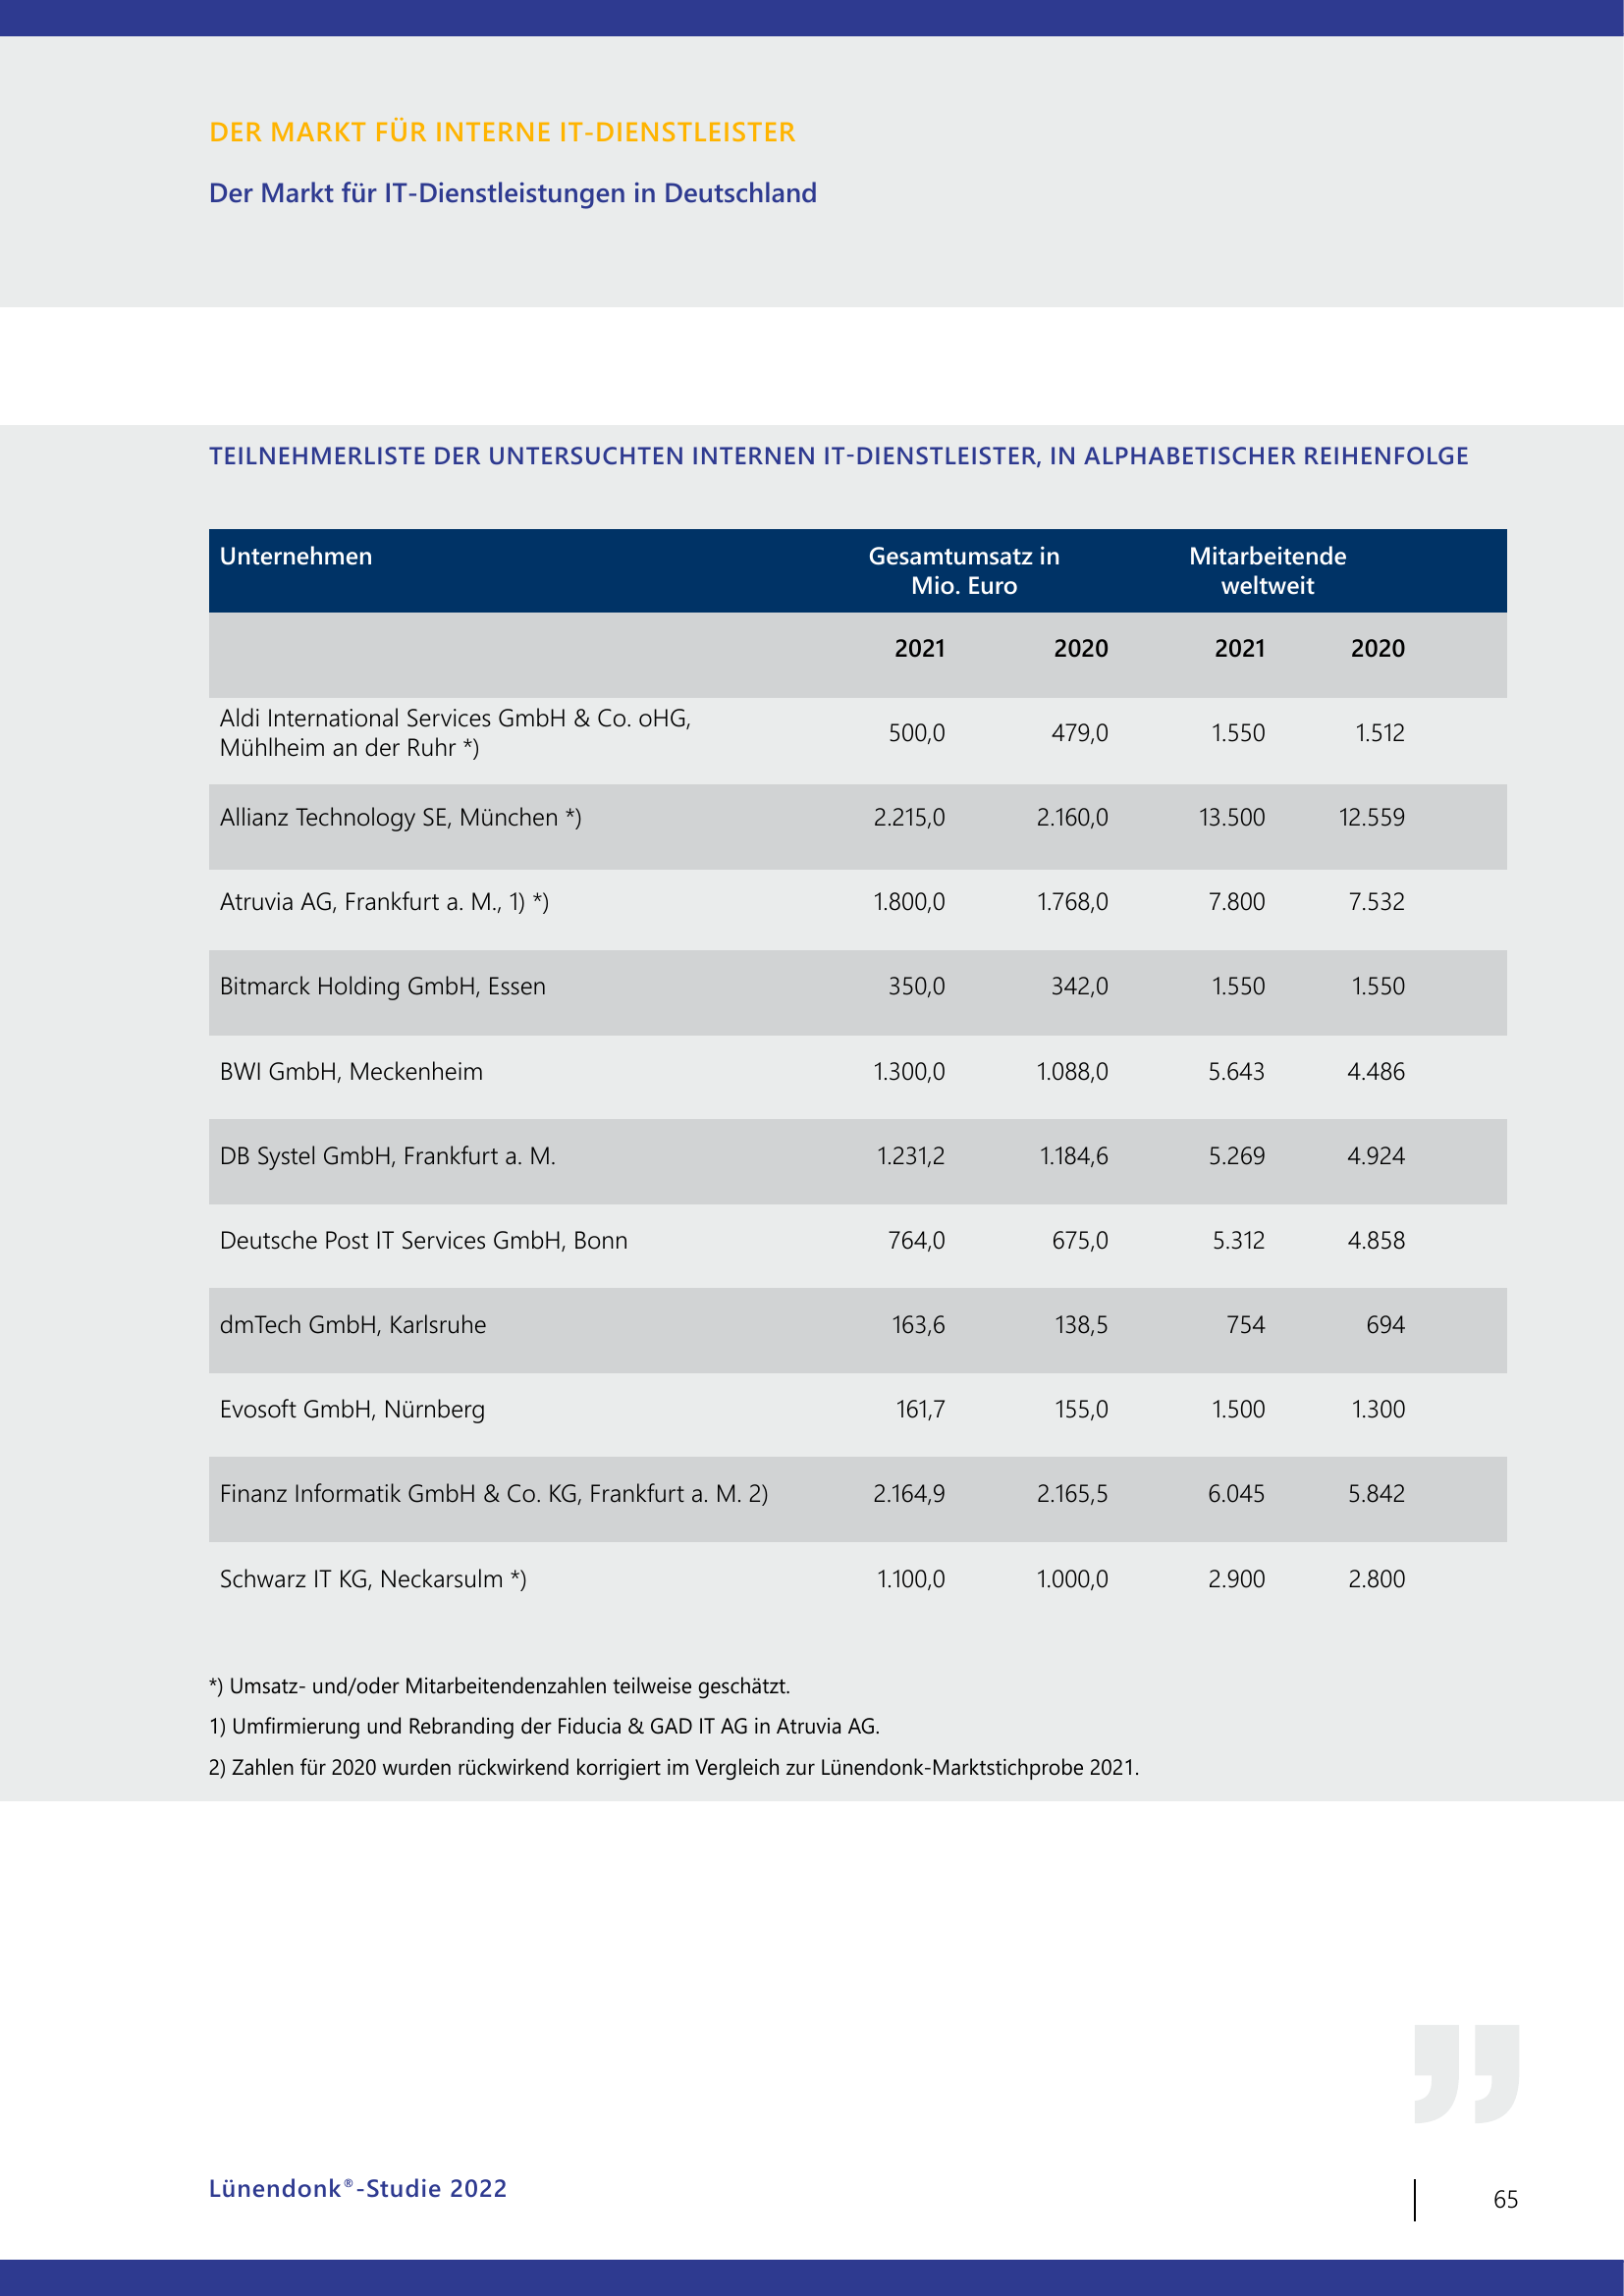 DER MARKT FÜR INTERNE IT-DIENSTLEISTER
Der Markt für IT-Dienstleistungen in Deutschland
TEILNEHMERLISTE DER UNTERSUCHTEN INTERNEN IT-DIENSTLEISTER, IN ALPHABETISCHER REIHENFOLGE
Unternehmen Gesamtumsatz in Mitarbeitende
Mio. Euro weltweit
2021 2020 2021 2020
Aldi International Services GmbH & Co. oHG,
Mühlheim an der Ruhr *) 500,0 479,0 1.550 1.512
Allianz Technology SE, München *) 2.215,0 2.160,0 13.500 12.559
Atruvia AG, Frankfurt a. M., 1) *) 1.800,0 1.768,0 7.800 7.532
Bitmarck Holding GmbH, Essen 350,0 342,0 1.550 1.550
BWI GmbH, Meckenheim 1.300,0 1.088,0 5.643 4.486
DB Systel GmbH, Frankfurt a. M. 1.231,2 1.184,6 5.269 4.924
Deutsche Post IT Services GmbH, Bonn 764,0 675,0 5.312 4.858
dmTech GmbH, Karlsruhe 163,6 138,5 754 694
Evosoft GmbH, Nürnberg 161,7 155,0 1.500 1.300
Finanz Informatik GmbH & Co. KG, Frankfurt a. M. 2) 2.164,9 2.165,5 6.045 5.842
Schwarz IT KG, Neckarsulm *) 1.100,0 1.000,0 2.900 2.800
*) Umsatz- und/oder Mitarbeitendenzahlen teilweise geschätzt.
1) Umfirmierung und Rebranding der Fiducia & GAD IT AG in Atruvia AG.
2) Zahlen für 2020 wurden rückwirkend korrigiert im Vergleich zur Lünendonk-Marktstichprobe 2021.
Lünendonk®-Studie 2022
65